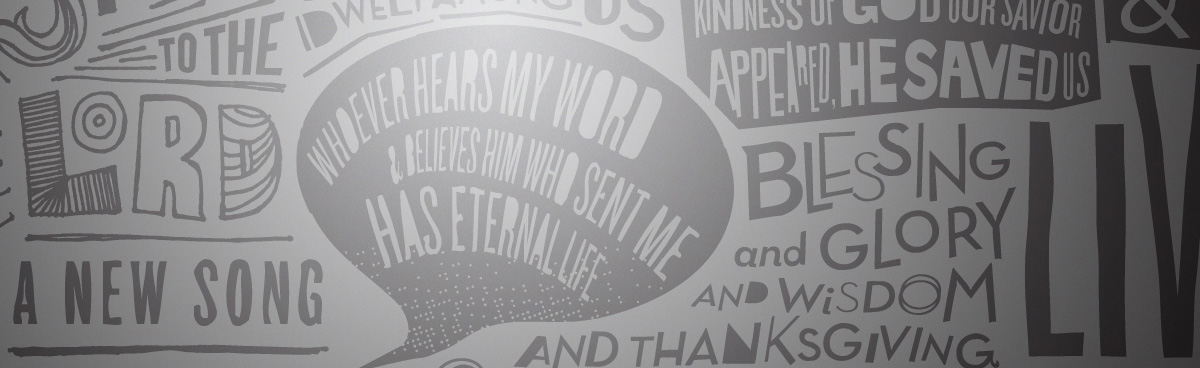 TO THE
LORD
A NEW SONG
DWELT AMONG US
WHOEVER HEARS MY WORD
& BELIEVES HIM WHO SENT ME
HAS ETERNAL LIFE
KINDNESS OF GOD OUR SAVIOR
APPEARED, HE SAVED US
BLESSING
and GLORY
AND WiSDOM
AND THANKSGIVING
&
LIV